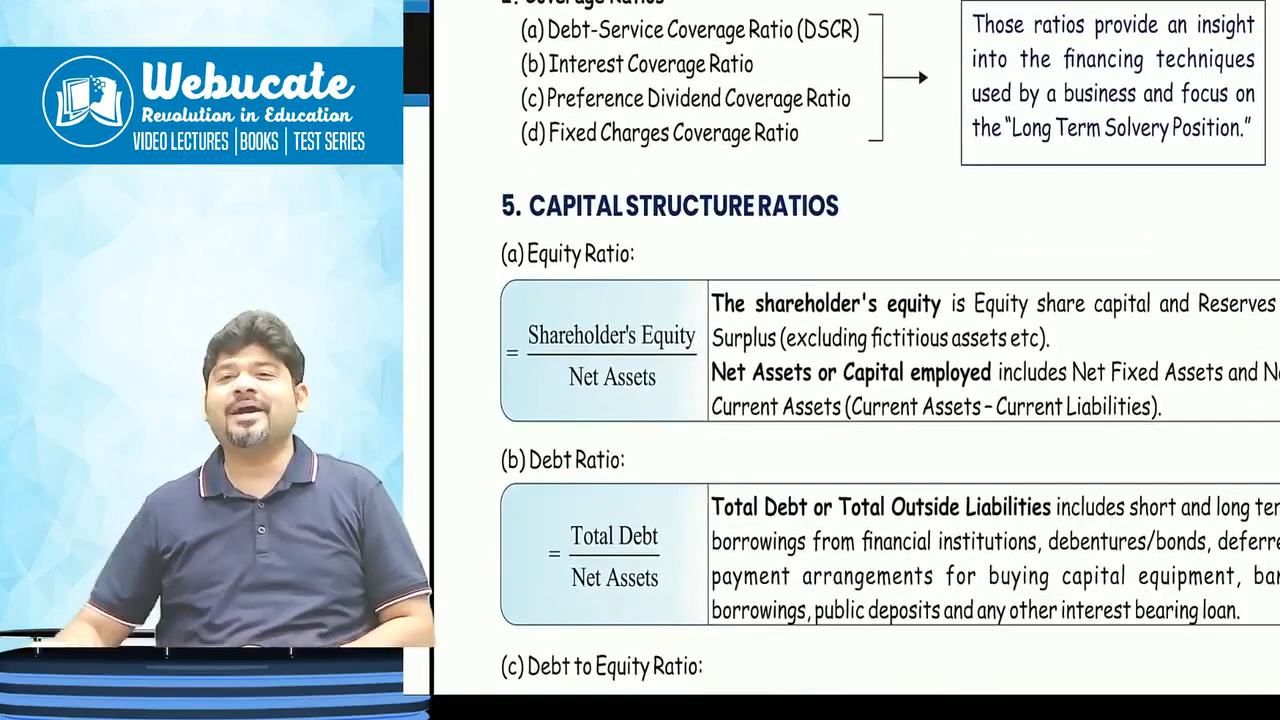 Webucate
Revolution in Education
VIDEO LECTURES | BOOKS | TEST SERIES
Coverage Ratios
(a) Debt-Service Coverage Ratio (DSCR)
(b) Interest Coverage Ratio
(c) Preference Dividend Coverage Ratio
(d) Fixed Charges Coverage Ratio
Those ratios provide an insight
into the financing techniques
used by a business and focus on
the “Long Term Solvery Position.”
5. CAPITAL STRUCTURE RATIOS
(a) Equity Ratio:
= Shareholder's Equity
Net Assets
The shareholder's equity is Equity share capital and Reserves
Surplus (excluding fictitious assets etc).
Net Assets or Capital employed includes Net Fixed Assets and
Current Assets (Current Assets – Current Liabilities).
(b) Debt Ratio:
= Total Debt
Net Assets
Total Debt or Total Outside Liabilities includes short and long
borrowings from financial institutions, debentures/bonds,
payment arrangements for buying capital equipment,
borrowings, public deposits and any other interest bearing loan.
(c) Debt to Equity Ratio: